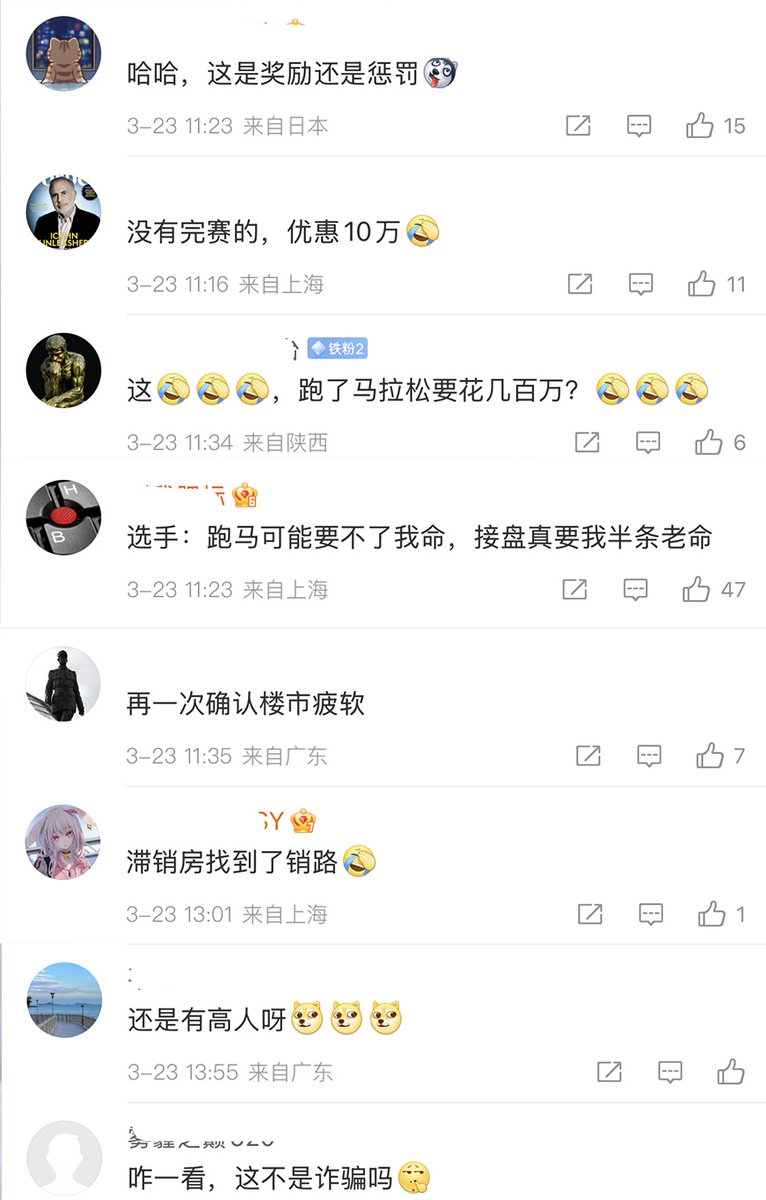 哈哈，这是奖励还是惩罚
3-23 11:23 来自日本
15
没有完赛的，优惠10万
3-23 11:16 来自上海
11
铁粉2
这，跑了马拉松要花几百万？
3-23 11:34 来自陕西
6
H
B
选手：跑马可能要不了我命，接盘真要我半条老命
3-23 11:23 来自上海
47
再一次确认楼市疲软
3-23 11:35 来自广东
7
SY
滞销房找到了销路
3-23 13:01 来自上海
1
还是有高人呀
3-23 13:55 来自广东
咋一看，这不是诈骗吗